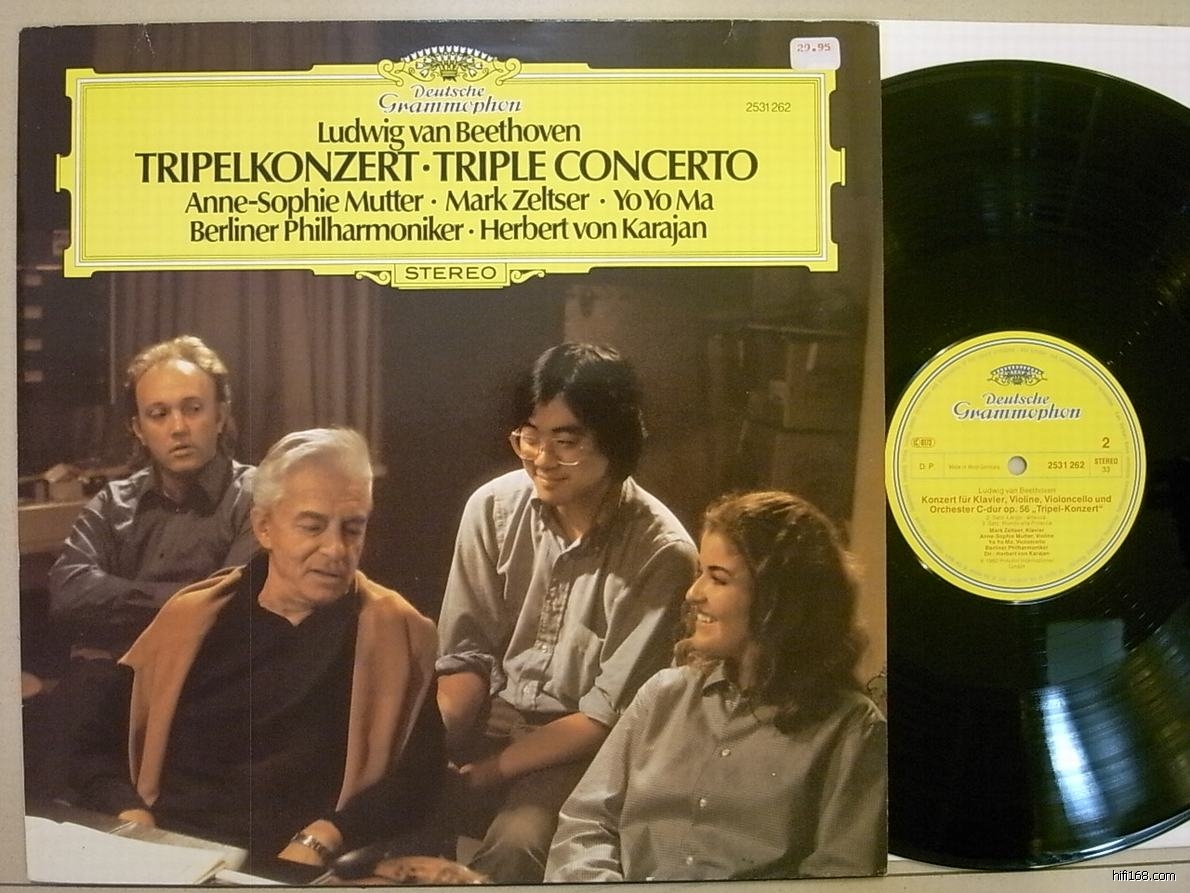 29.95
Deutsche
Grammophon
2531 262
Ludwig van Beethoven
TRIPELKONZERT · TRIPLE CONCERTO
Anne-Sophie Mutter · Mark Zeltser · Yo Yo Ma
Berliner Philharmoniker · Herbert von Karajan
STEREO
Deutsche
Grammophon
2
D.P.
Made in West Germany
2531 262
STEREO
33
Ludwig van Beethoven
Konzert für Klavier, Violine, Violoncello und
Orchester C-dur op. 56 „Tripel-Konzert“
Mark Zeltser, Klavier
Anne-Sophie Mutter, Violine
Yo Yo Ma, Violoncello
Berliner Philharmoniker
Dir.: Herbert von Karajan
hifi168.com